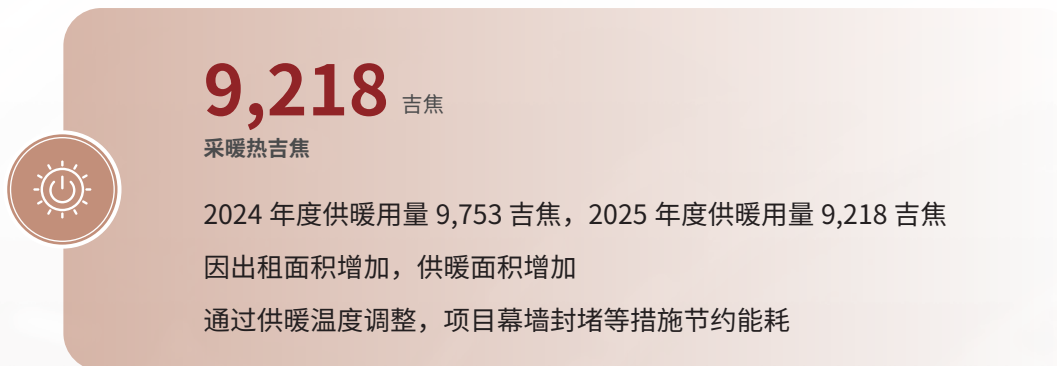 9,218 吉焦
采暖热吉焦
2024 年度供暖用量 9,753 吉焦，2025 年度供暖用量 9,218 吉焦
因出租面积增加，供暖面积增加
通过供暖温度调整，项目幕墙封堵等措施节约能耗